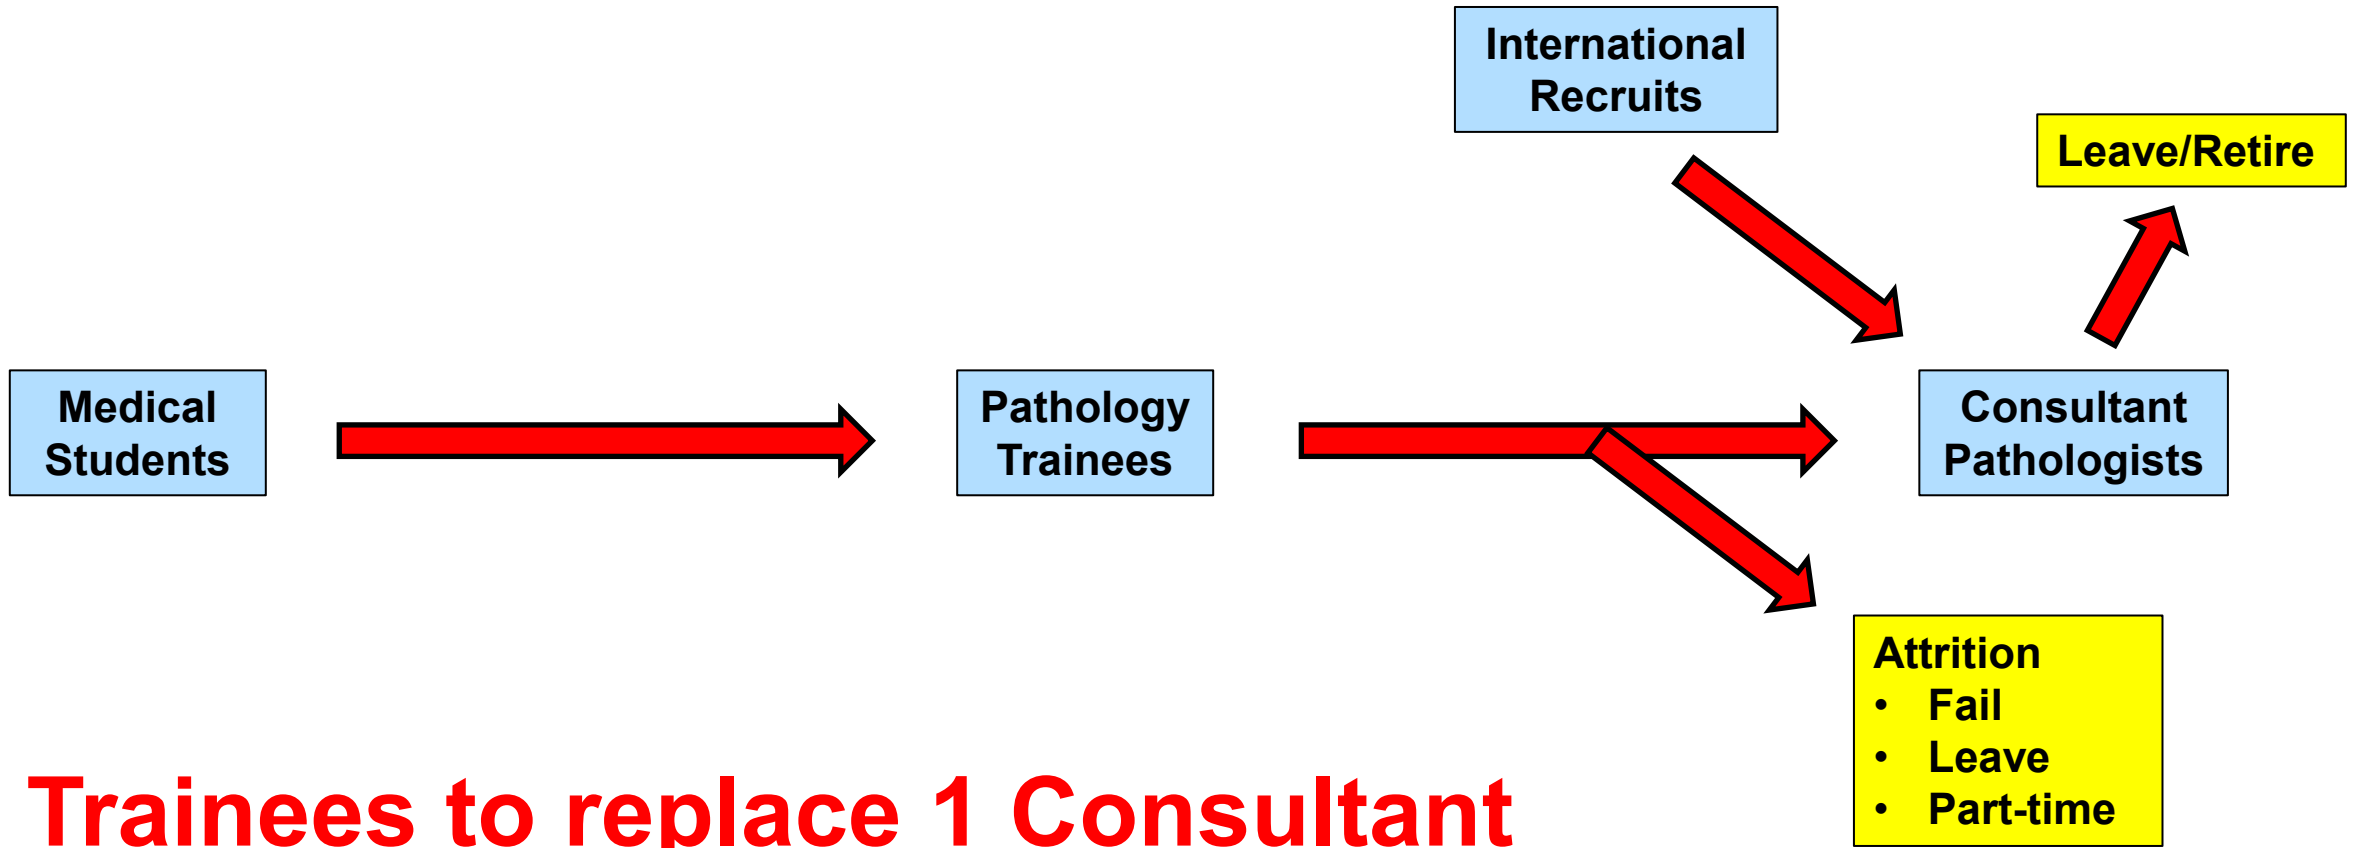 International
Recruits
Leave/Retire
Medical
Students
Pathology
Trainees
Consultant
Pathologists
Attrition
• Fail
• Leave
• Part-time
Trainees to replace 1 Consultant